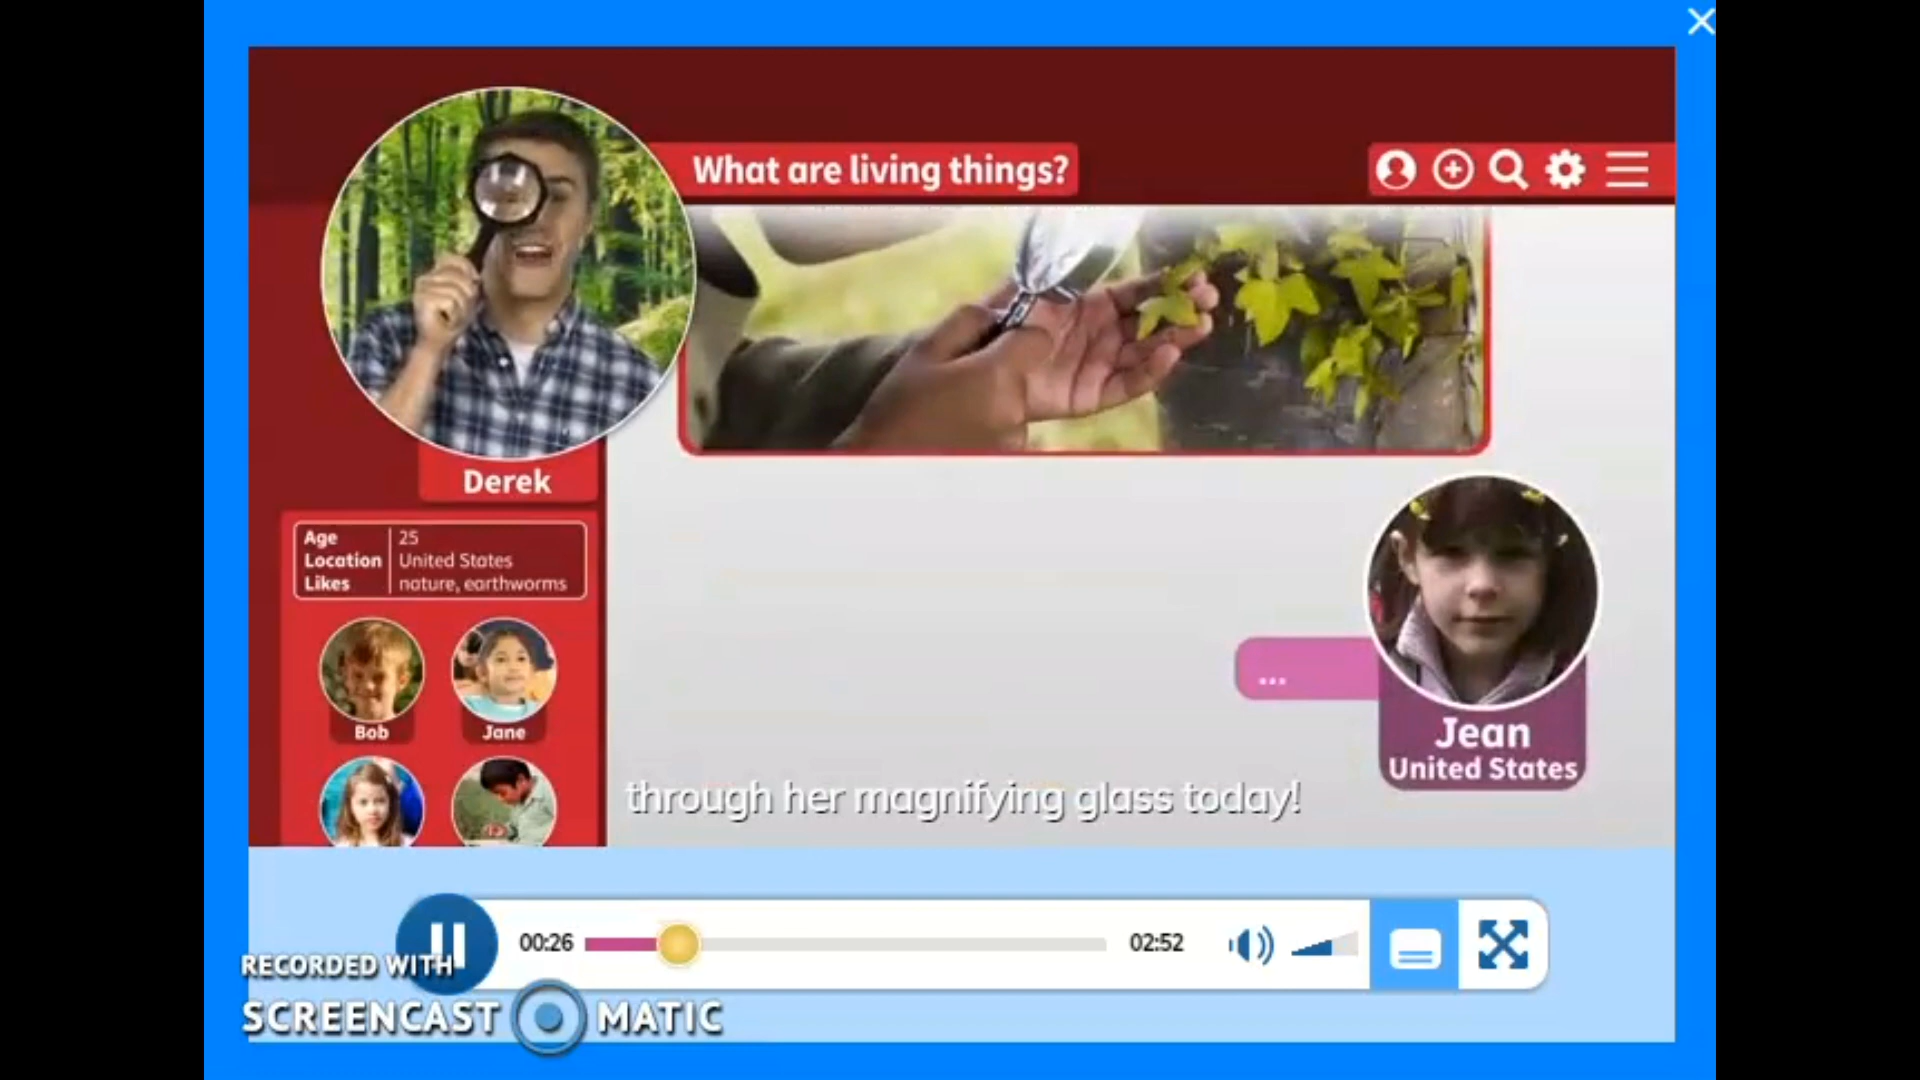 What are living things?
Derek
Age 25
Location United States
Likes nature, earthworms
Bob
Jane
...
Jean
United States
through her magnifying glass today!
00:26
02:52
RECORDED WITH
SCREENCAST MATIC